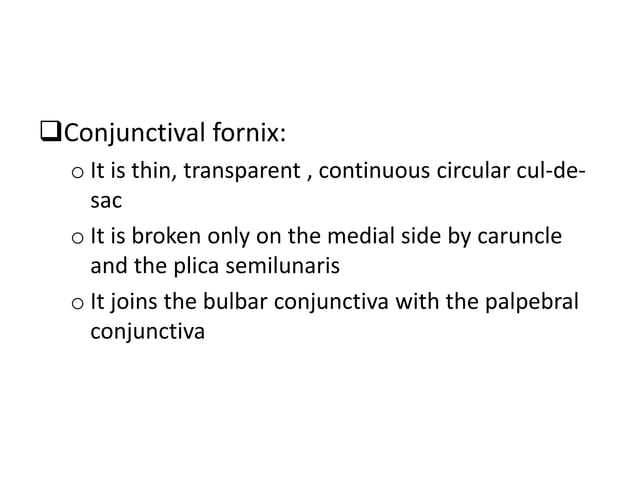 ❑Conjunctival fornix:
o It is thin, transparent , continuous circular cul-de-
sac
o It is broken only on the medial side by caruncle
and the plica semilunaris
o It joins the bulbar conjunctiva with the palpebral
conjunctiva